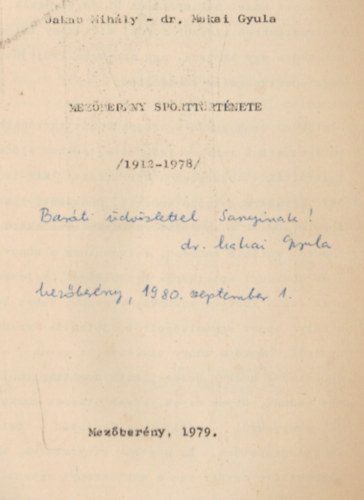 Jakab Mihály - dr. Makai Gyula
MEZŐBERÉNY SPORTTÖRTÉNETE
/1912-1978/
Baráti üdvözlettel Sanyinak!
dr. Makai Gyula
Mezőberény, 1980. szeptember 1.
Mezőberény, 1979.